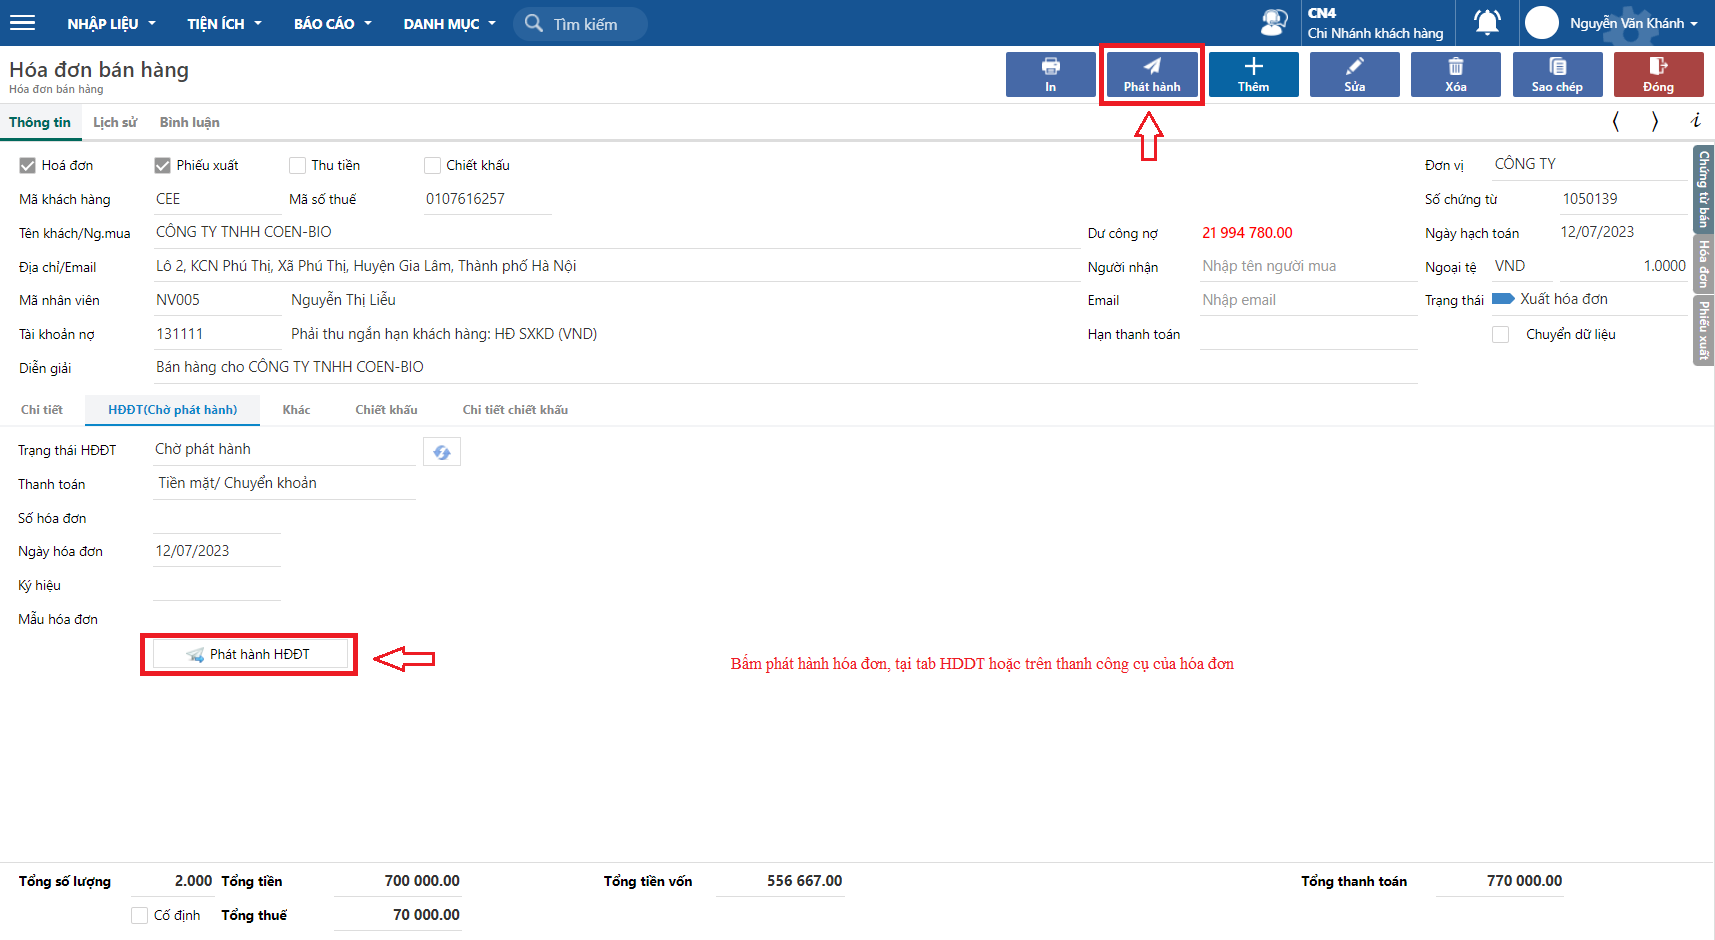 NHẬP LIỆU TIỆN ÍCH BÁO CÁO DANH MỤC Tìm kiếm CN4 Nguyễn Văn Khánh
Chi Nhánh khách hàng
Hóa đơn bán hàng
Hóa đơn bán hàng
In Phát hành Thêm Sửa Xóa Sao chép Đóng
Thông tin Lịch sử Bình luận
Hoá đơn Phiếu xuất Thu tiền Chiết khấu Đơn vị CÔNG TY
Mã khách hàng CEE Mã số thuế 0107616257 Số chứng từ 1050139
Tên khách/Ng.mua CÔNG TY TNHH COEN-BIO Dư công nợ 21 994 780.00 Ngày hạch toán 12/07/2023
Địa chỉ/Email Lô 2, KCN Phú Thị, Xã Phú Thị, Huyện Gia Lâm, Thành phố Hà Nội Người nhận Nhập tên người mua Ngoại tệ VND 1.0000
Mã nhân viên NV005 Nguyễn Thị Liễu Email Nhập email Trạng thái Xuất hóa đơn
Tài khoản nợ 131111 Phải thu ngắn hạn khách hàng: HĐ SXKD (VND) Hạn thanh toán Chuyển dữ liệu
Diễn giải Bán hàng cho CÔNG TY TNHH COEN-BIO
Chứng từ bán
Hóa đơn
Phiếu xuất
Chi tiết HĐĐT(Chờ phát hành) Khác Chiết khấu Chi tiết chiết khấu
Trạng thái HĐĐT Chờ phát hành
Thanh toán Tiền mặt/ Chuyển khoản
Số hóa đơn
Ngày hóa đơn 12/07/2023
Ký hiệu
Mẫu hóa đơn
Phát hành HĐĐT
Bấm phát hành hóa đơn, tại tab HDDT hoặc trên thanh công cụ của hóa đơn
Tổng số lượng 2.000 Tổng tiền 700 000.00 Tổng tiền vốn 556 667.00 Tổng thanh toán 770 000.00
Cố định Tổng thuế 70 000.00